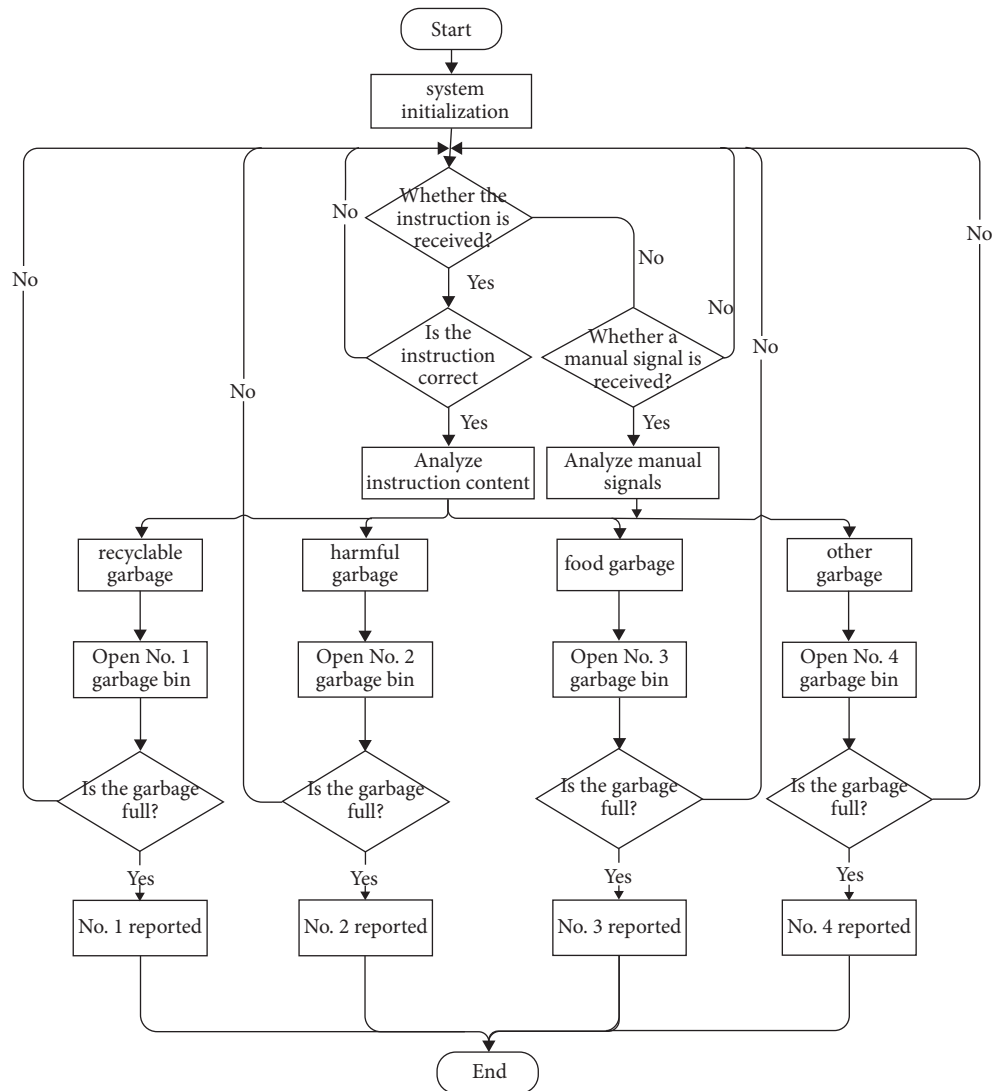 Start
system
initialization
Whether the
instruction is
received?
No
No
No
No
Yes
No
Is the
instruction
correct
Whether a
manual signal is
received?
No
No
Yes
Yes
Analyze
instruction content
Analyze manual
signals
recyclable
garbage
harmful
garbage
food garbage
other
garbage
Open No. 1
garbage bin
Open No. 2
garbage bin
Open No. 3
garbage bin
Open No. 4
garbage bin
Is the garbage
full?
Is the garbage
full?
Is the garbage
full?
Is the garbage
full?
Yes
Yes
Yes
Yes
No. 1 reported
No. 2 reported
No. 3 reported
No. 4 reported
End